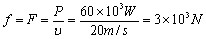 f = F = P/υ = 60×10³W / 20m/s = 3×10³N